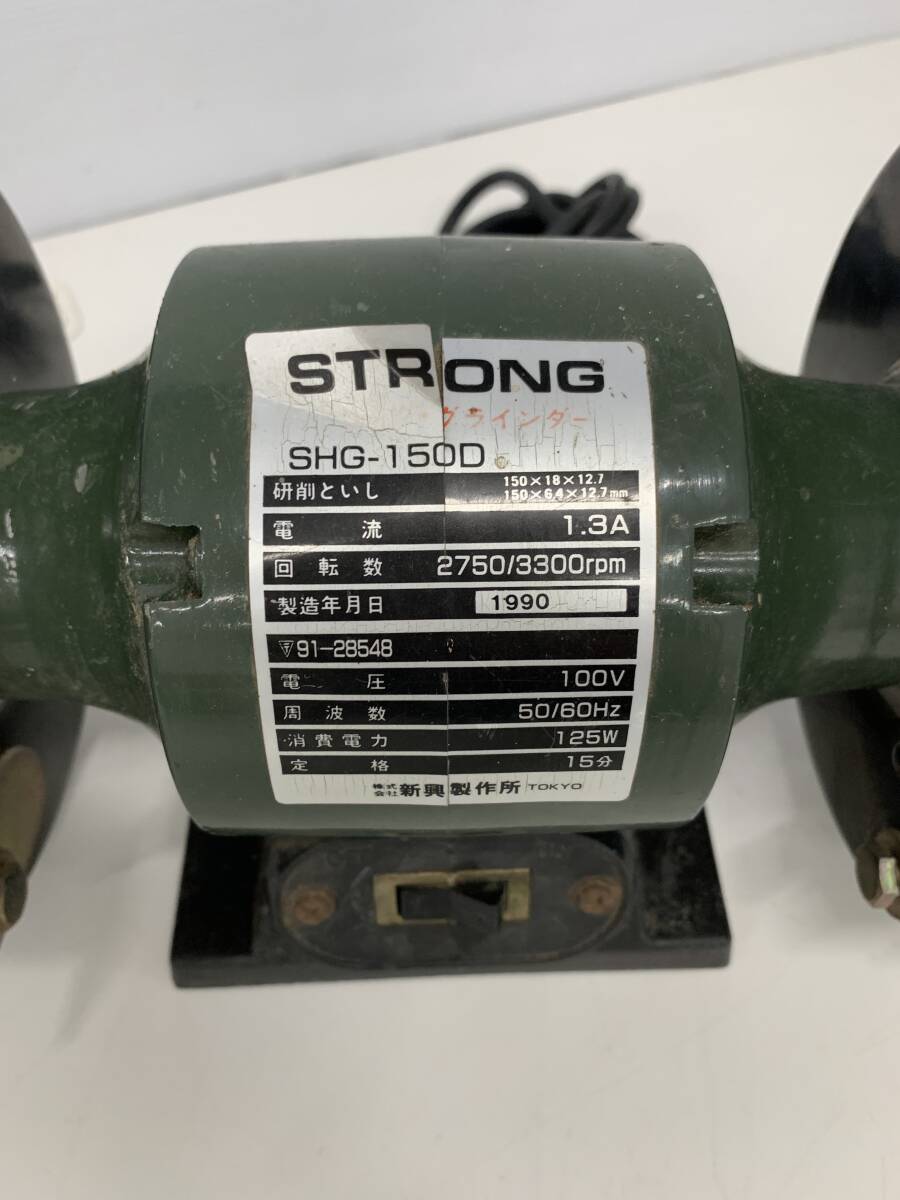 STRONG
グラインダー
SHG-150D
研削といし 150×18×12.7
150×6.4×12.7mm
電流 1.3A
回転数 2750/3300rpm
製造年月日 1990
91-28548
電圧 100V
周波数 50/60Hz
消費電力 125W
定格 15分
株式会社 新興製作所 TOKYO